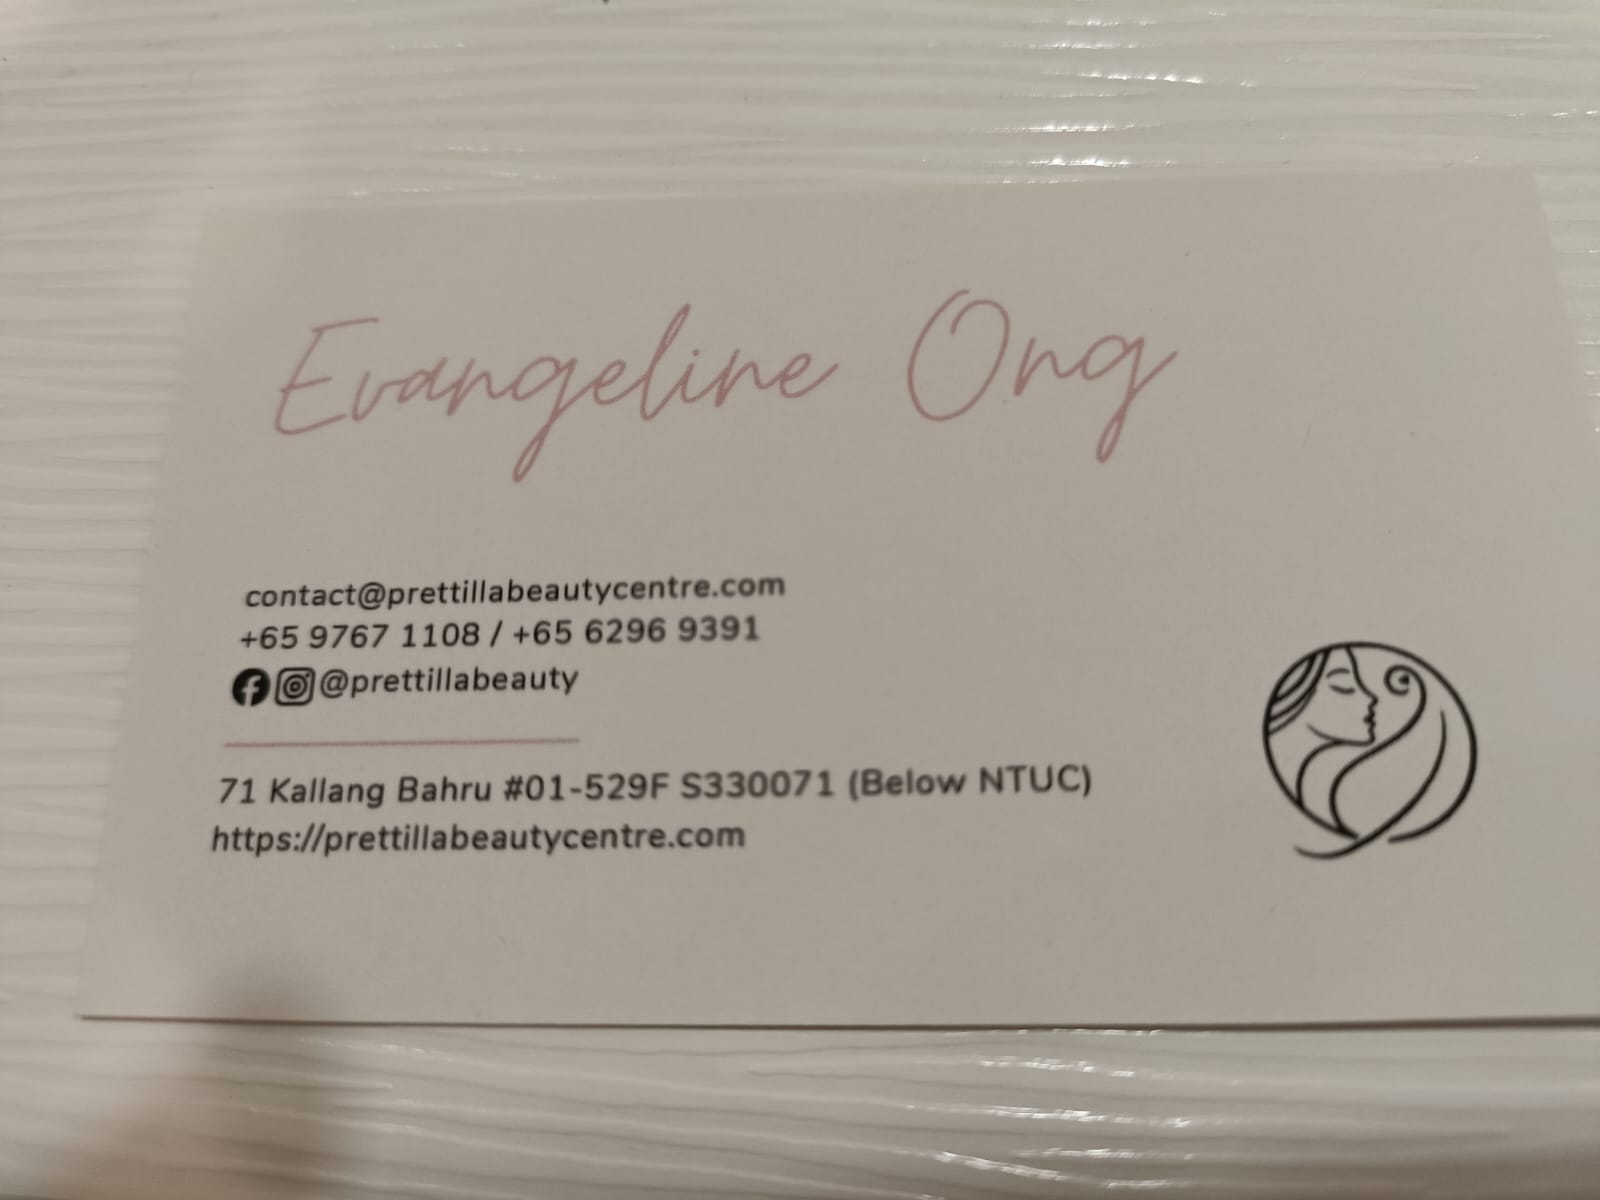 Evangeline Ong
contact@prettillabeautycentre.com
+65 9767 1108 / +65 6296 9391
@prettillabeauty
71 Kallang Bahru #01-529F S330071 (Below NTUC)
https://prettillabeautycentre.com